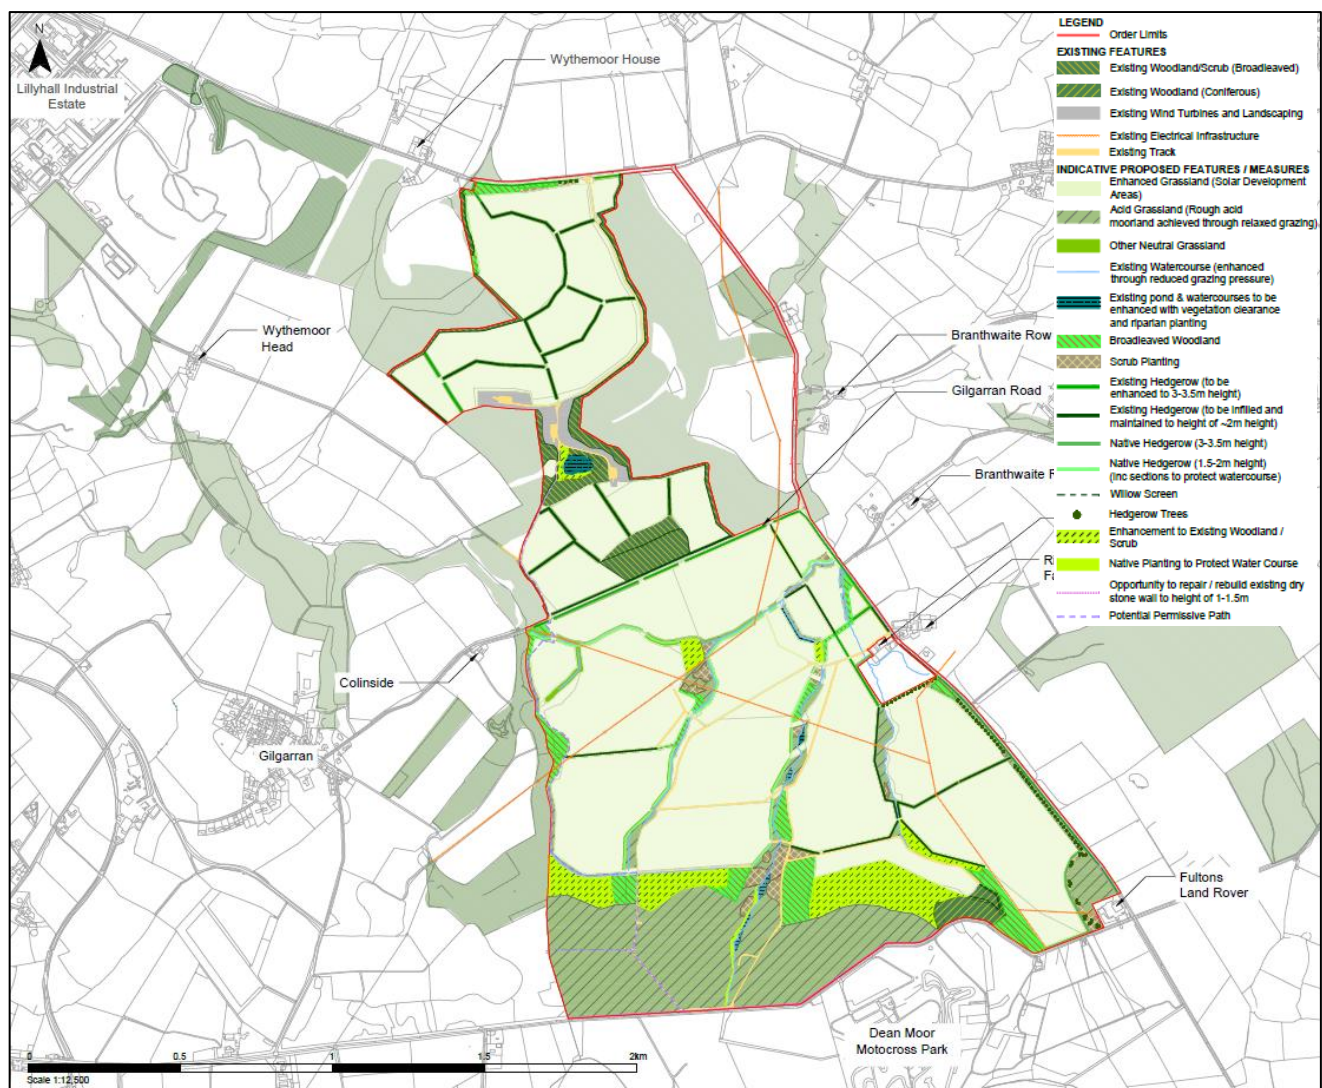 N
Lillyhall Industrial
Estate
Wythemoor House
Wythemoor
Head
Branthwaite Row
Gilgarran Road
Branthwaite
Colinside
Gilgarran
Fultons
Land Rover
Dean Moor
Motocross Park
0
0.5
1
1.5
2km
Scale 1:12,500
LEGEND
Order Limits
EXISTING FEATURES
Existing Woodland/Scrub (Broadleaved)
Existing Woodland (Coniferous)
Existing Wind Turbines and Landscaping
Existing Electrical Infrastructure
Existing Track
INDICATIVE PROPOSED FEATURES / MEASURES
Enhanced Grassland (Solar Development
Areas)
Acid Grassland (Rough acid
moorland achieved through relaxed grazing)
Other Neutral Grassland
Existing Watercourse (enhanced
through reduced grazing pressure)
Existing pond & watercourses to be
enhanced with vegetation clearance
and riparian planting
Broadleaved Woodland
Scrub Planting
Existing Hedgerow (to be
enhanced to 3-3.5m height)
Existing Hedgerow (to be infilled and
maintained to height of ~2m height)
Native Hedgerow (3-3.5m height)
Native Hedgerow (1.5-2m height)
(inc sections to protect watercourse)
Willow Screen
Hedgerow Trees
Enhancement to Existing Woodland /
Scrub
Native Planting to Protect Water Course
Opportunity to repair / rebuild existing dry
stone wall to height of 1-1.5m
Potential Permissive Path